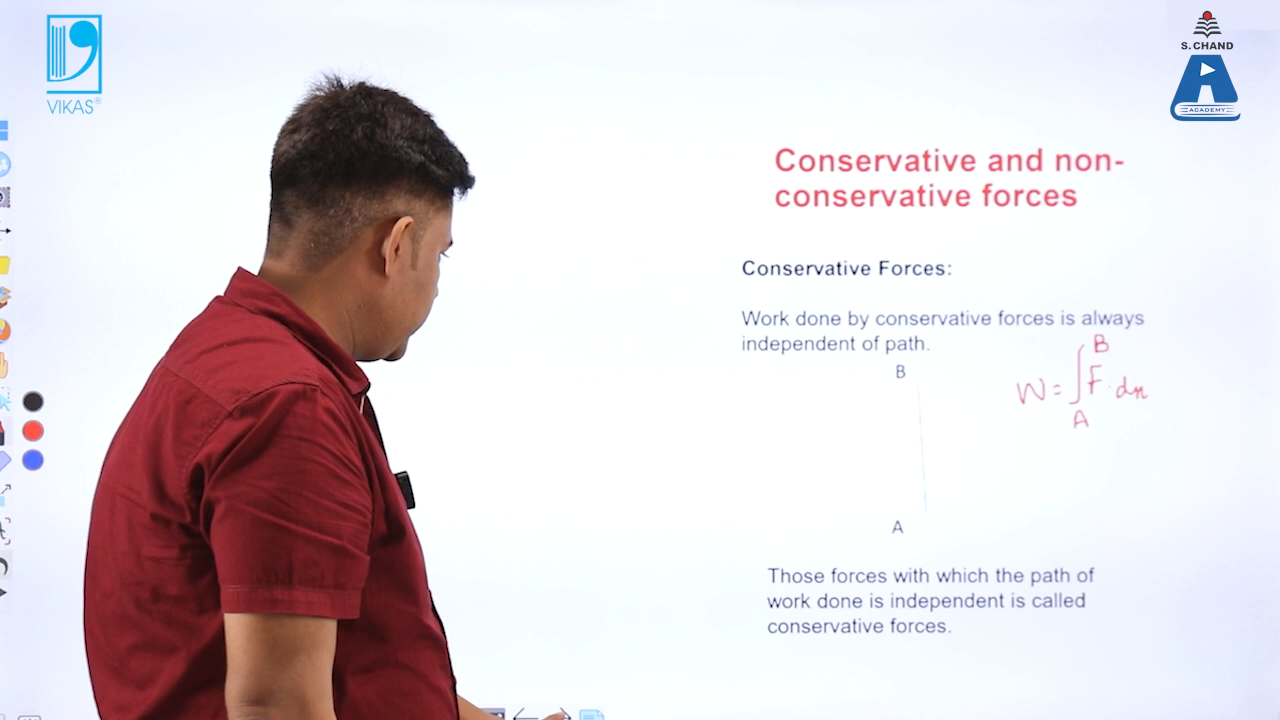 VIKAS®
S. CHAND
ACADEMY
Conservative and non-
conservative forces
Conservative Forces:
Work done by conservative forces is always
independent of path.
B
A
W = ∫ F. dx
B
A
Those forces with which the path of
work done is independent is called
conservative forces.